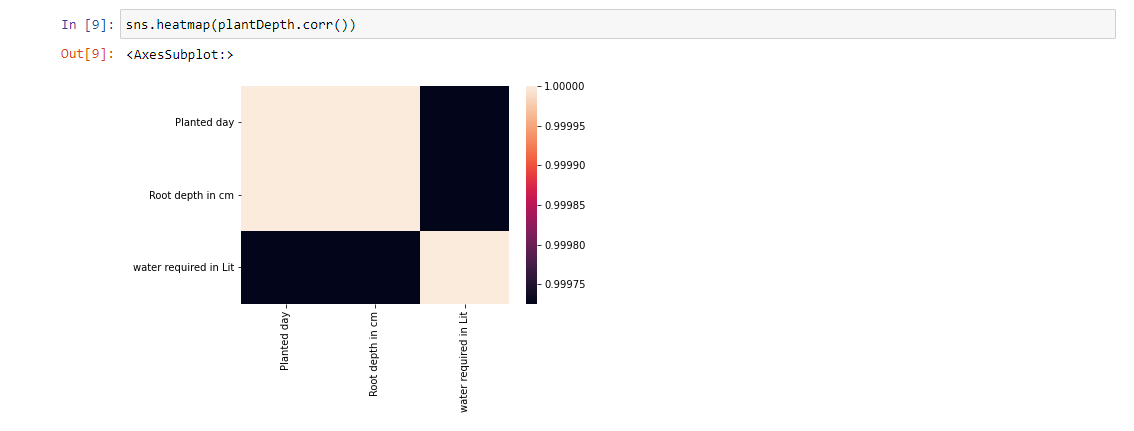 In [9]: sns.heatmap(plantDepth.corr())
Out[9]: <AxesSubplot:>
1.00000
Planted day
0.99995
0.99990
Root depth in cm
0.99985
0.99980
water required in Lit
0.99975
Planted day
Root depth in cm
water required in Lit